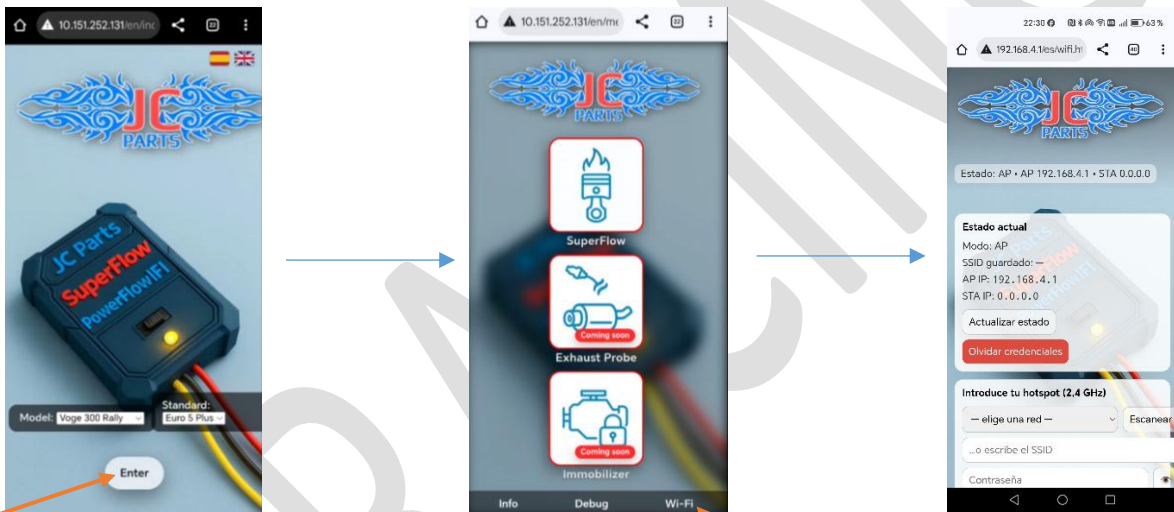 10.151.252.131/en/inc
22
JC
PARTS
JC Parts
SuperFlow
PowerFlowIFI
Model: Voge 300 Rally
Standard:
Euro 5 Plus
Enter
10.151.252.131/en/me
22
JC
PARTS
SuperFlow
Coming soon
Exhaust Probe
Coming soon
Immobilizer
Info Debug Wi-Fi
22:30 63 %
192.168.4.1/es/wifi.h
JC
PARTS
Estado: AP • AP 192.168.4.1 • STA 0.0.0.0
Estado actual
Modo: AP
SSID guardado: —
AP IP: 192.168.4.1
STA IP: 0.0.0.0
Actualizar estado
Olvidar credenciales
Introduce tu hotspot (2,4 GHz)
— elige una red — Escanear
...o escribe el SSID
Contraseña